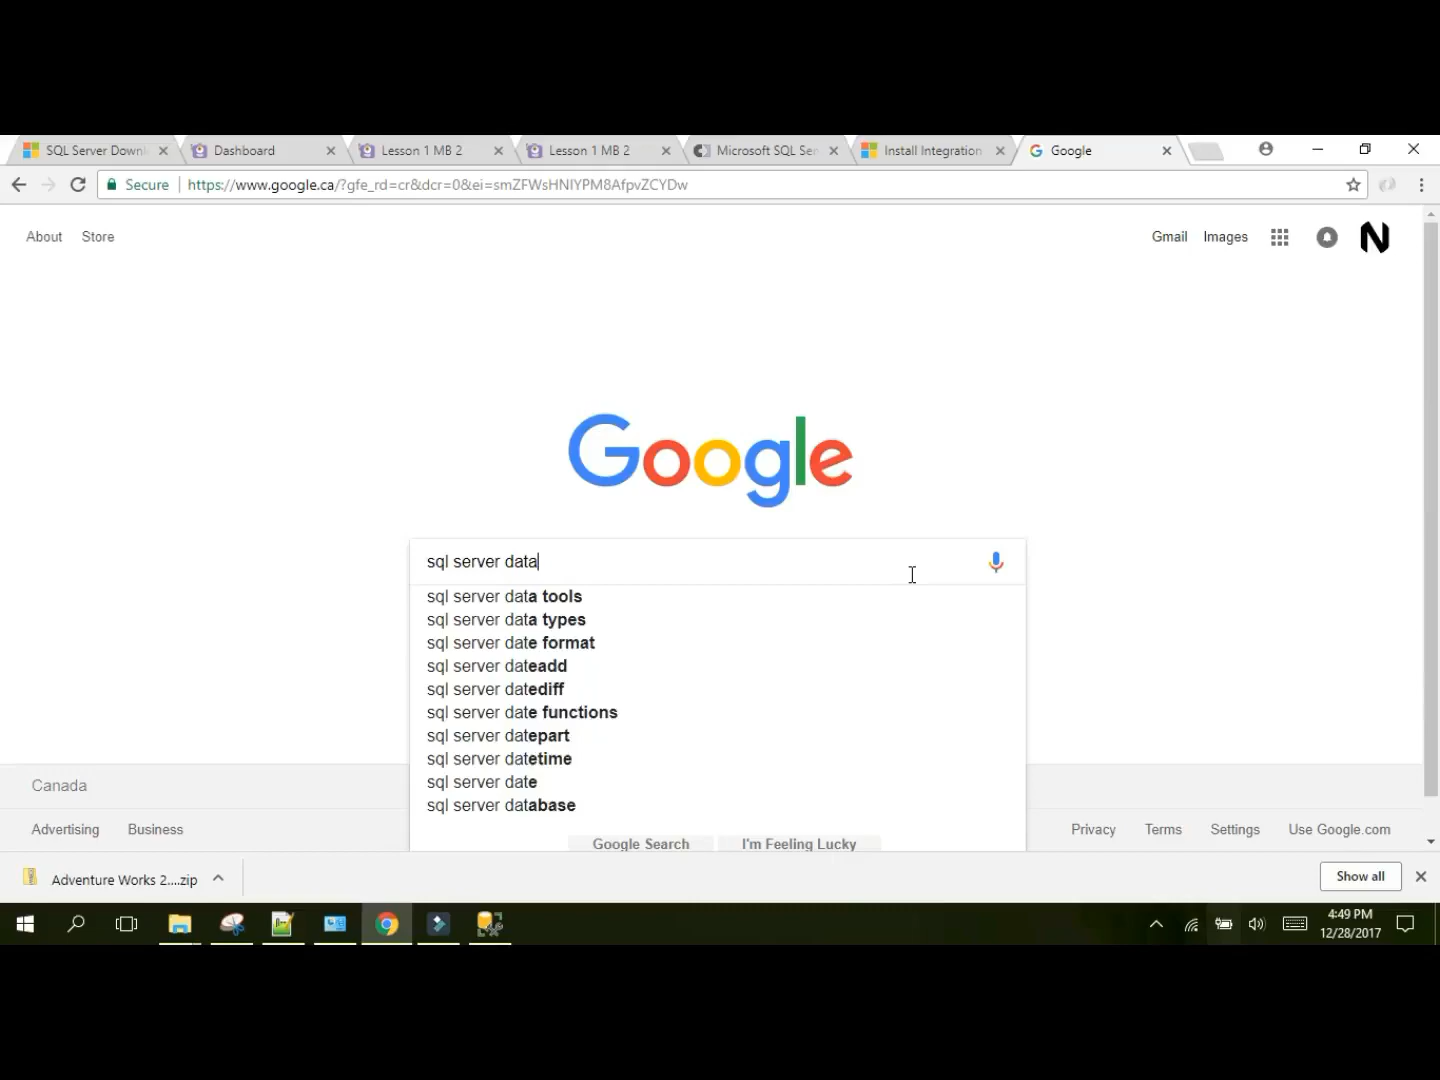 SQL Server Downl
Dashboard
Lesson 1 MB 2
Lesson 1 MB 2
Microsoft SQL Ser
Install Integration
Google
Secure
https://www.google.ca/?gfe_rd=cr&dcr=0&ei=smZFWsHNIYPM8AfpvZCYDw
About
Store
Gmail
Images
N
Google
sql server data
sql server data tools
sql server data types
sql server date format
sql server dateadd
sql server datediff
sql server date functions
sql server datepart
sql server datetime
sql server date
sql server database
Google Search
I'm Feeling Lucky
Canada
Advertising
Business
Privacy
Terms
Settings
Use Google.com
Adventure Works 2....zip
Show all
4:49 PM
12/28/2017